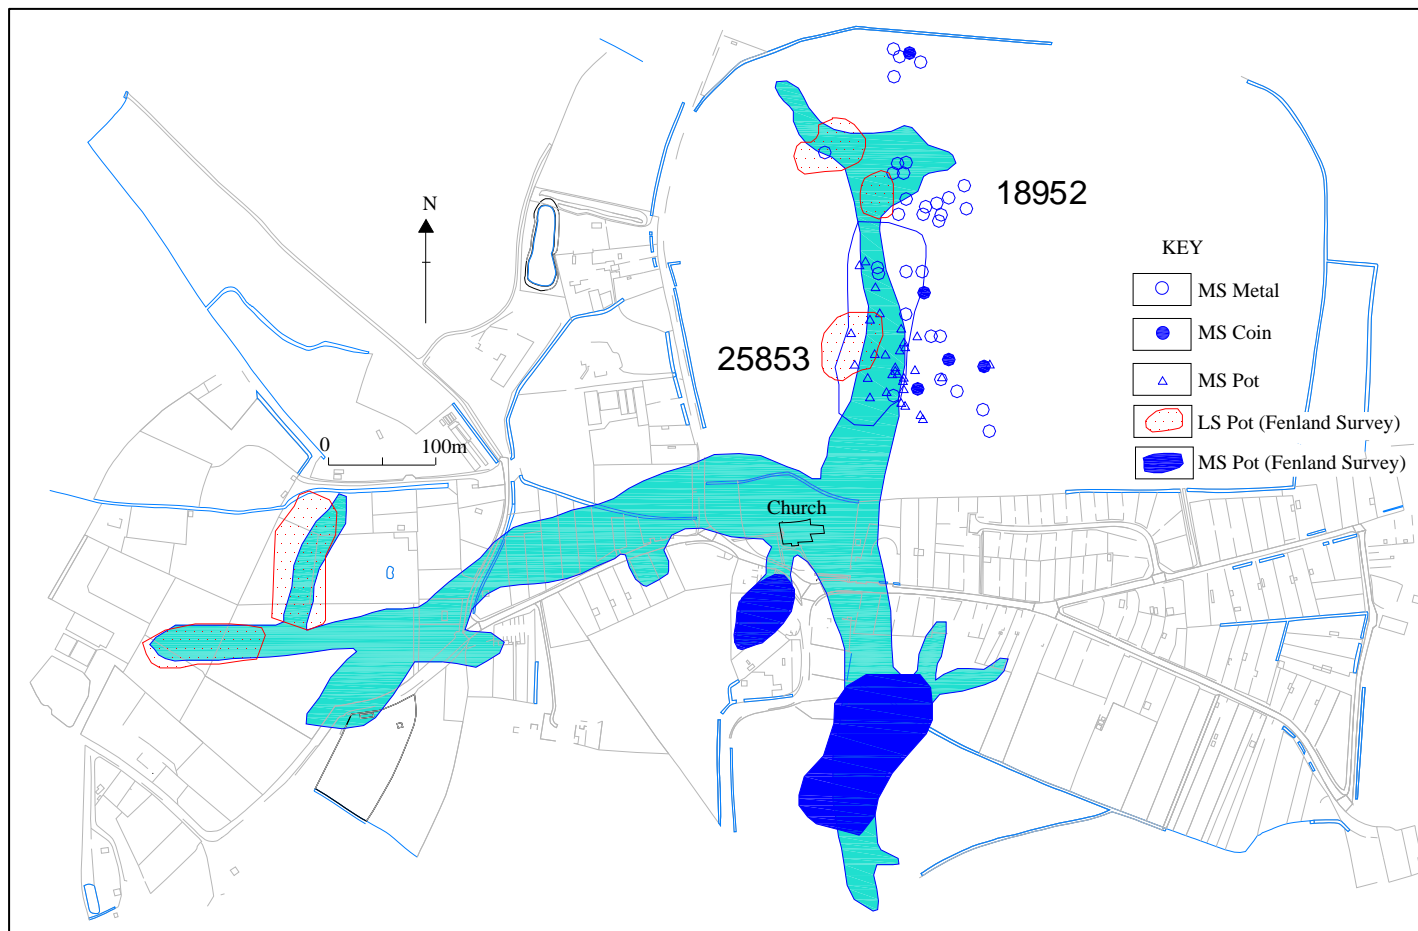 18952
N
KEY
MS Metal
MS Coin
25853
MS Pot
LS Pot (Fenland Survey)
0 100m
MS Pot (Fenland Survey)
Church